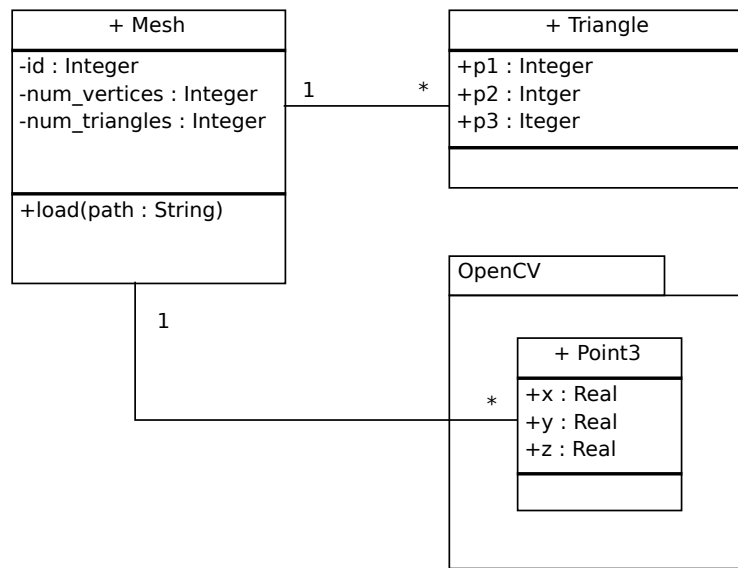 + Mesh
-id : Integer
-num_vertices : Integer
-num_triangles : Integer
+load(path : String)
1
*
+ Triangle
+p1 : Integer
+p2 : Intger
+p3 : Iteger
1
*
OpenCV
+ Point3
+x : Real
+y : Real
+z : Real